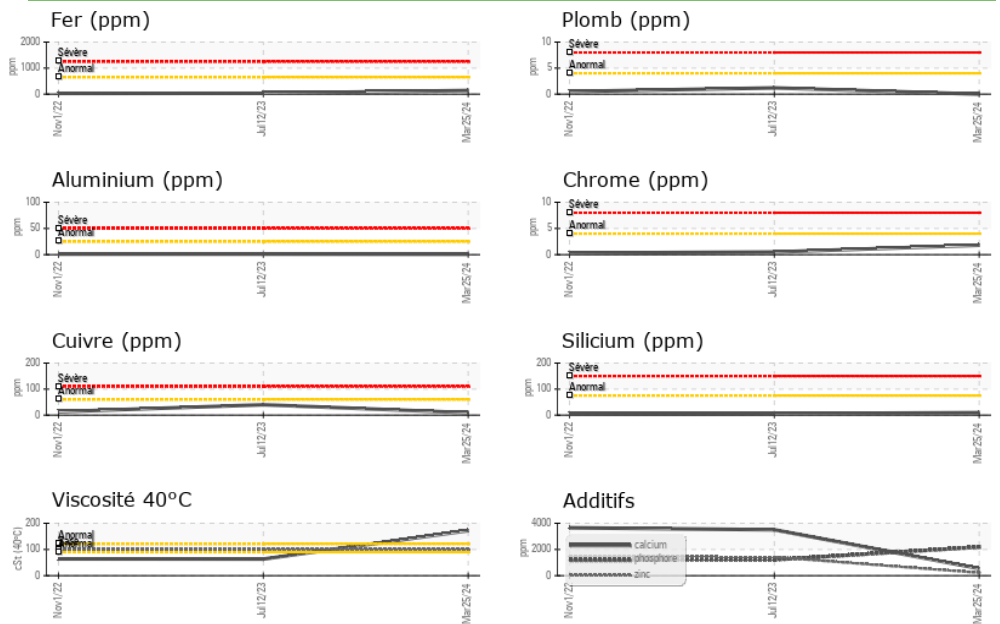 Fer (ppm)
2000
1000
0
ppm
Sévère
Anormal
Nov1/22
Jul12/23
Mar25/24
Plomb (ppm)
10
5
0
ppm
Sévère
Anormal
Nov1/22
Jul12/23
Mar25/24
Aluminium (ppm)
100
50
0
ppm
Sévère
Anormal
Nov1/22
Jul12/23
Mar25/24
Chrome (ppm)
10
5
0
ppm
Sévère
Anormal
Nov1/22
Jul12/23
Mar25/24
Cuivre (ppm)
200
100
0
ppm
Sévère
Anormal
Nov1/22
Jul12/23
Mar25/24
Silicium (ppm)
200
100
0
ppm
Sévère
Anormal
Nov1/22
Jul12/23
Mar25/24
Viscosité 40°C
200
100
0
cSt (40°C)
Anormal
Anormal
Nov1/22
Jul12/23
Mar25/24
Additifs
4000
2000
0
ppm
calcium
phosphore
zinc
Nov1/22
Jul12/23
Mar25/24